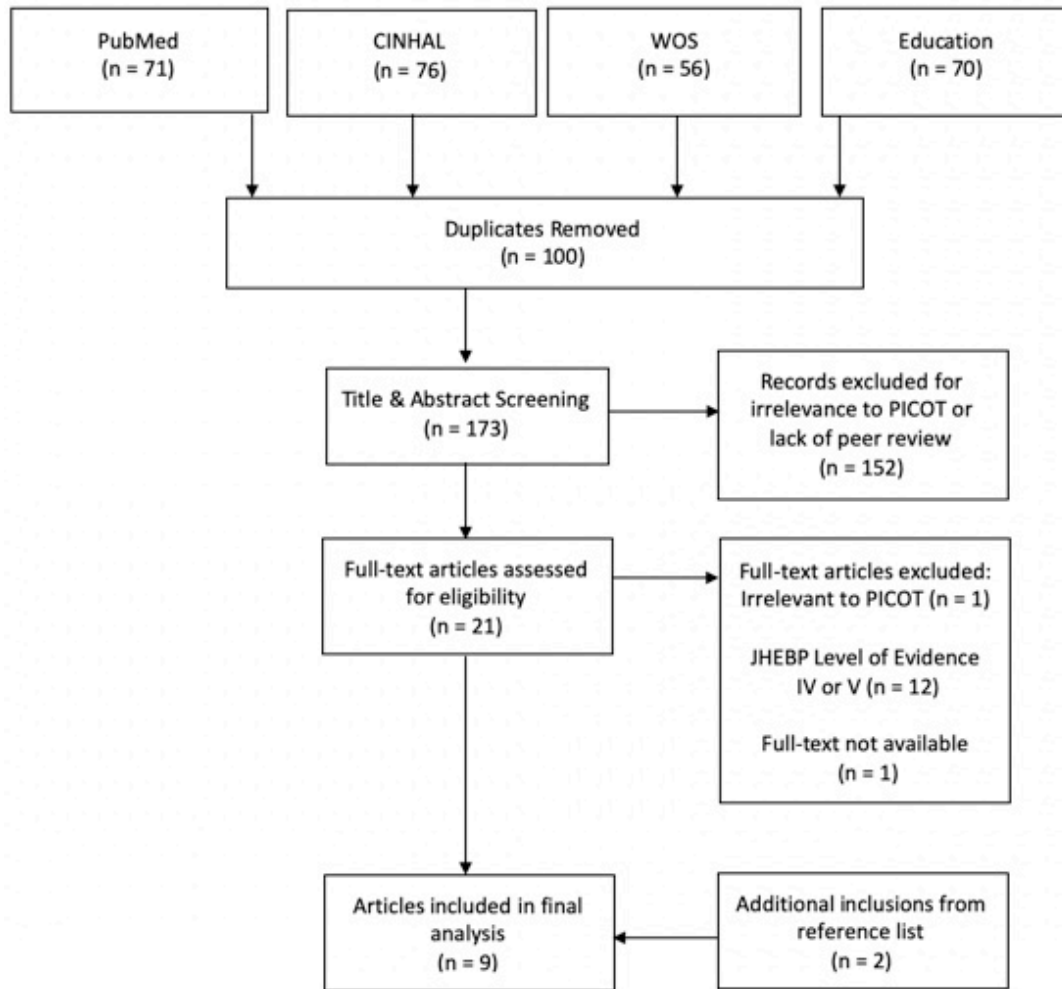 PubMed
(n = 71)
CINHAL
(n = 76)
WOS
(n = 56)
Education
(n = 70)
Duplicates Removed
(n = 100)
Title & Abstract Screening
(n = 173)
Records excluded for
irrelevance to PICOT or
lack of peer review
(n = 152)
Full-text articles assessed
for eligibility
(n = 21)
Full-text articles excluded:
Irrelevant to PICOT (n = 1)
JHEBP Level of Evidence
IV or V (n = 12)
Full-text not available
(n = 1)
Articles included in final
analysis
(n = 9)
Additional inclusions from
reference list
(n = 2)